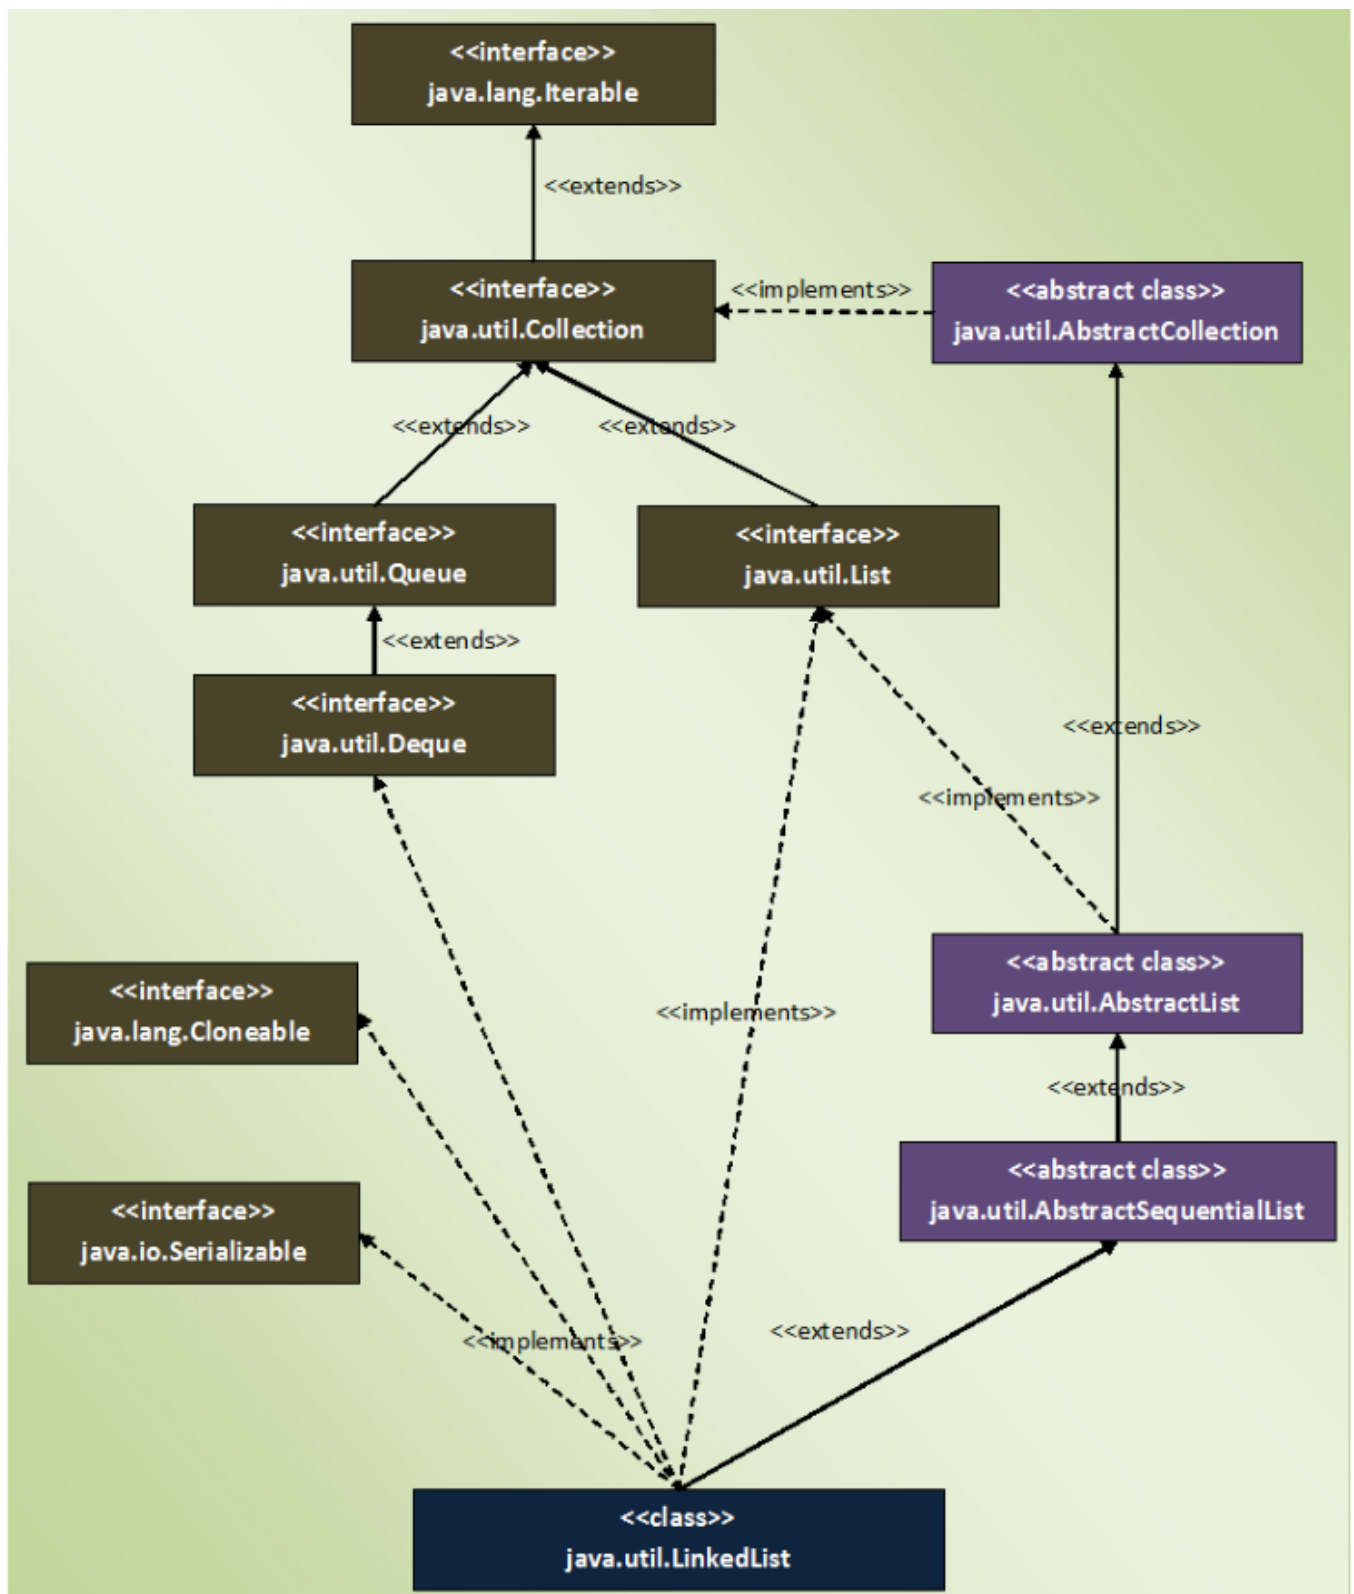 <<interface>>
java.lang.Iterable
<<extends>>
<<interface>>
java.util.Collection
<<implements>>
<<abstract class>>
java.util.AbstractCollection
<<extends>>
<<extends>>
<<interface>>
java.util.Queue
<<interface>>
java.util.List
<<extends>>
<<interface>>
java.util.Deque
<<extends>>
<<implements>>
<<interface>>
java.lang.Cloneable
<<implements>>
<<abstract class>>
java.util.AbstractList
<<extends>>
<<abstract class>>
java.util.AbstractSequentialList
<<interface>>
java.io.Serializable
<<implements>>
<<extends>>
<<class>>
java.util.LinkedList